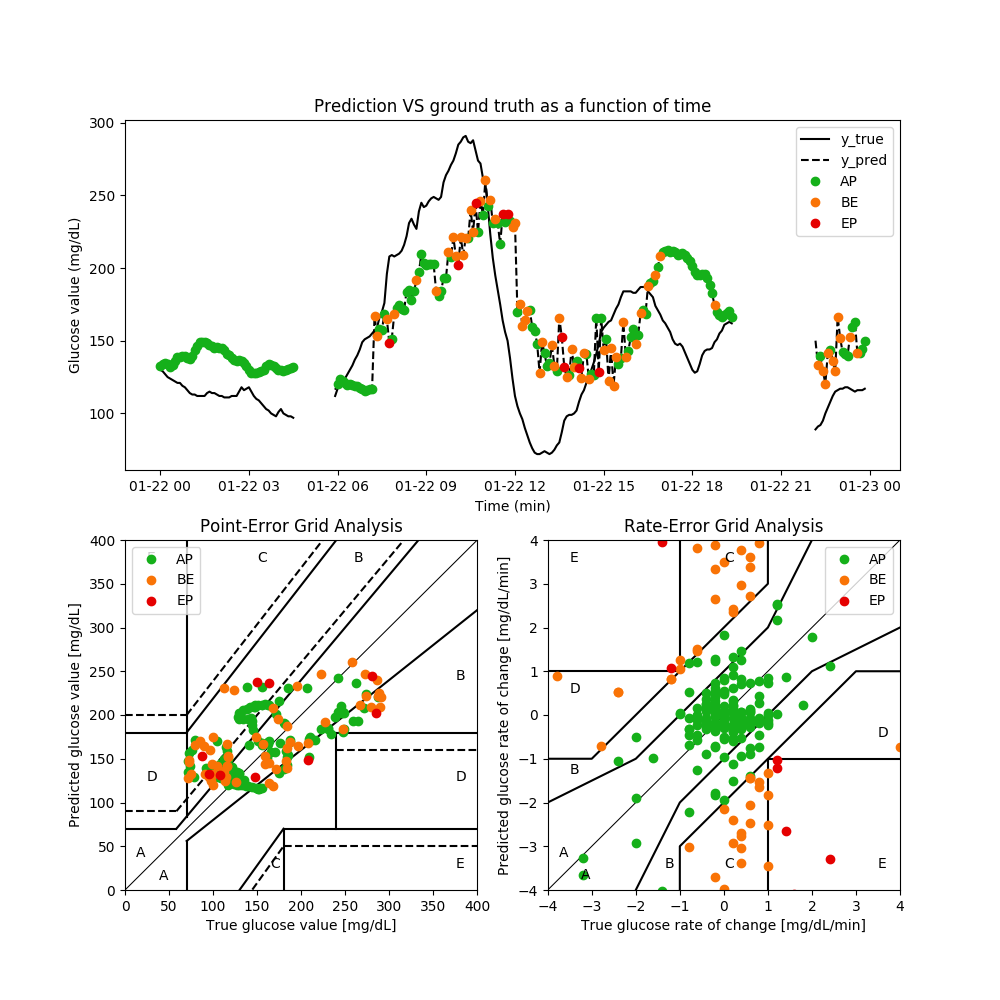 Prediction VS ground truth as a function of time
Glucose value (mg/dL)
300
250
200
150
100
y_true
y_pred
AP
BE
EP
01-22 00 01-22 03 01-22 06 01-22 09 01-22 12 01-22 15 01-22 18 01-22 21 01-23 00
Time (min)
Point-Error Grid Analysis
Predicted glucose value [mg/dL]
400
350
300
250
200
150
100
50
0
AP
BE
EP
C
B
B
D
D
A
A
C
E
0 50 100 150 200 250 300 350 400
True glucose value [mg/dL]
Rate-Error Grid Analysis
Predicted glucose rate of change [mg/dL/min]
4
3
2
1
0
−1
−2
−3
−4
E
C
AP
BE
EP
D
D
B
A
A
B
C
E
−4 −3 −2 −1 0 1 2 3 4
True glucose rate of change [mg/dL/min]